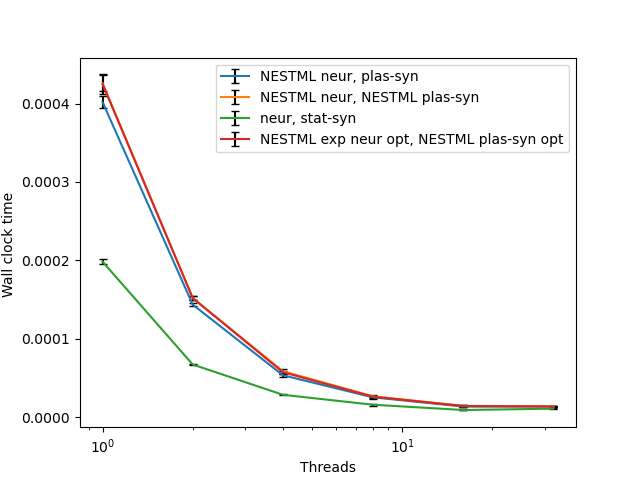 NESTML neur, plas-syn
NESTML neur, NESTML plas-syn
neur, stat-syn
NESTML exp neur opt, NESTML plas-syn opt
0.0004
0.0003
0.0002
0.0001
0.0000
Wall clock time
10⁰
10¹
Threads